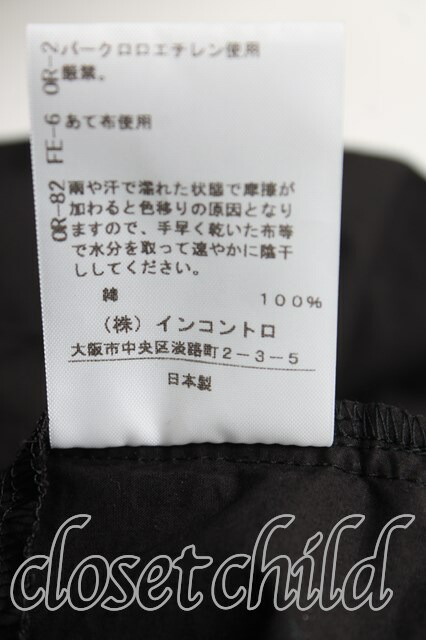 OR-2 パークロロエチレン使用
厳禁。
FE-6 あて布使用
OR-82 雨や汗で濡れた状態で摩擦が
加わると色移りの原因となり
ますので、手早く乾いた布等
で水分を取って速やかに陰干
ししてください。
綿 100%
(株) インコントロ
大阪市中央区淡路町2-3-5
日本製
closetchild